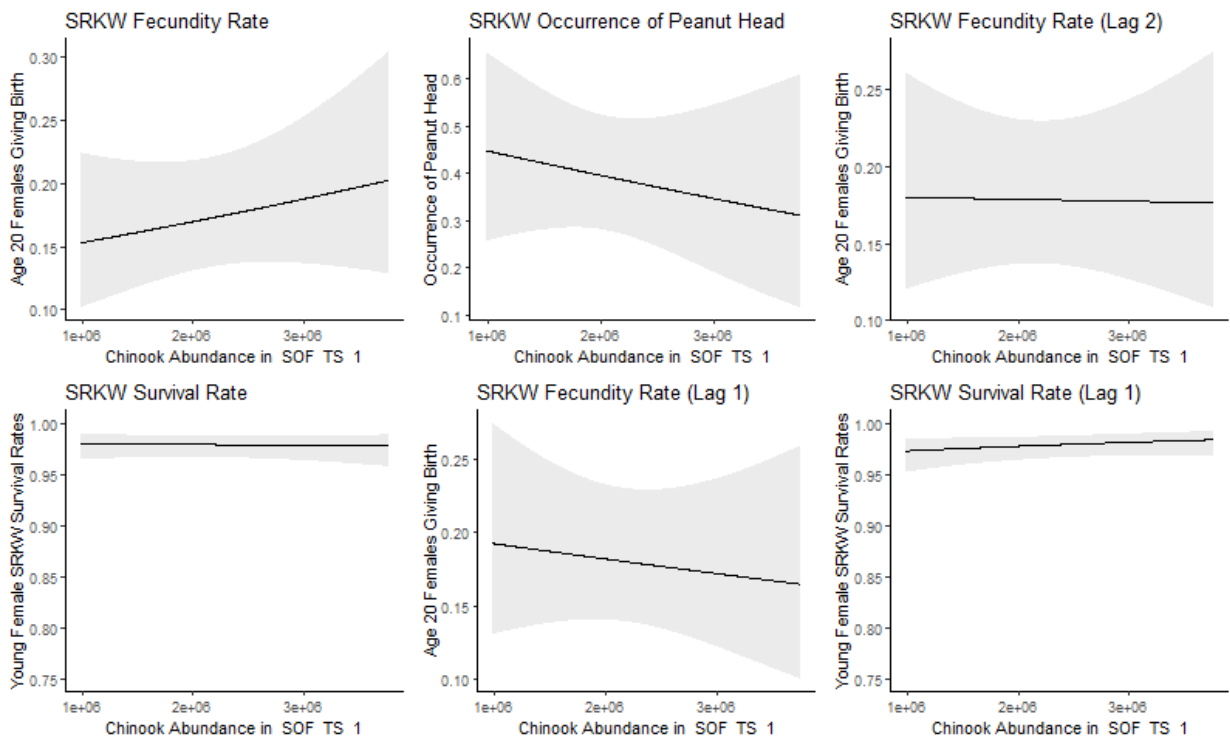 SRKW Fecundity Rate
Age 20 Females Giving Birth
0.30
0.25
0.20
0.15
0.10
1e+06
2e+06
3e+06
Chinook Abundance in SOF TS 1
SRKW Occurrence of Peanut Head
Occurrence of Peanut Head
0.6
0.5
0.4
0.3
0.2
0.1
1e+06
2e+06
3e+06
Chinook Abundance in SOF TS 1
SRKW Fecundity Rate (Lag 2)
Age 20 Females Giving Birth
0.25
0.20
0.15
0.10
1e+06
2e+06
3e+06
Chinook Abundance in SOF TS 1
SRKW Survival Rate
Young Female SRKW Survival Rates
1.00
0.95
0.90
0.85
0.80
0.75
1e+06
2e+06
3e+06
Chinook Abundance in SOF TS 1
SRKW Fecundity Rate (Lag 1)
Age 20 Females Giving Birth
0.25
0.20
0.15
0.10
1e+06
2e+06
3e+06
Chinook Abundance in SOF TS 1
SRKW Survival Rate (Lag 1)
Young Female SRKW Survival Rates
1.00
0.95
0.90
0.85
0.80
0.75
1e+06
2e+06
3e+06
Chinook Abundance in SOF TS 1